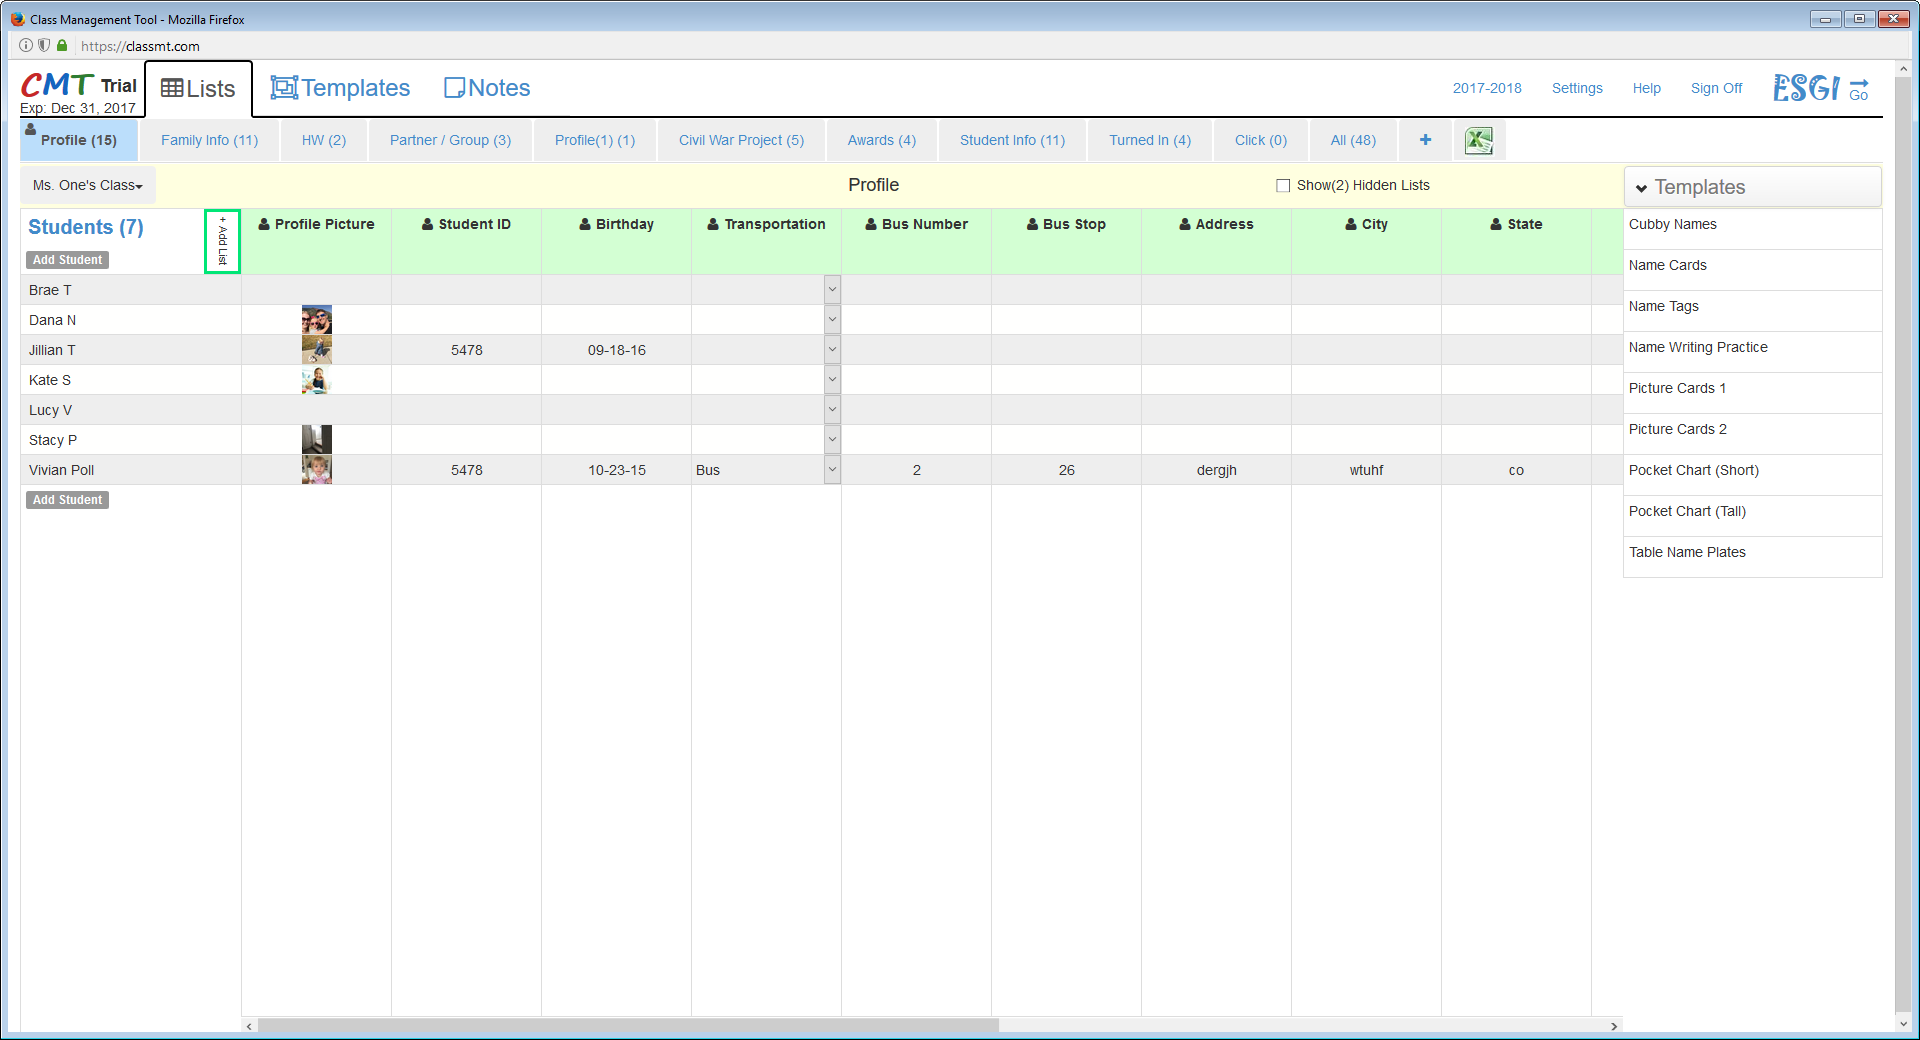 Class Management Tool - Mozilla Firefox
https://classmt.com
CMT Trial
Exp: Dec 31, 2017
Lists
Templates
Notes
2017-2018
Settings
Help
Sign Off
ESGI
Go
Profile (15)
Family Info (11)
HW (2)
Partner / Group (3)
Profile(1) (1)
Civil War Project (5)
Awards (4)
Student Info (11)
Turned In (4)
Click (0)
All (48)
+
Ms. One's Class
Profile
Show(2) Hidden Lists
Templates
Students (7)
Add Student
+ Add List
Profile Picture
Student ID
Birthday
Transportation
Bus Number
Bus Stop
Address
City
State
Brae T
Dana N
Jillian T 5478 09-18-16
Kate S
Lucy V
Stacy P
Vivian Poll 5478 10-23-15 Bus 2 26 dergjh wtuhf co
Add Student
Cubby Names
Name Cards
Name Tags
Name Writing Practice
Picture Cards 1
Picture Cards 2
Pocket Chart (Short)
Pocket Chart (Tall)
Table Name Plates